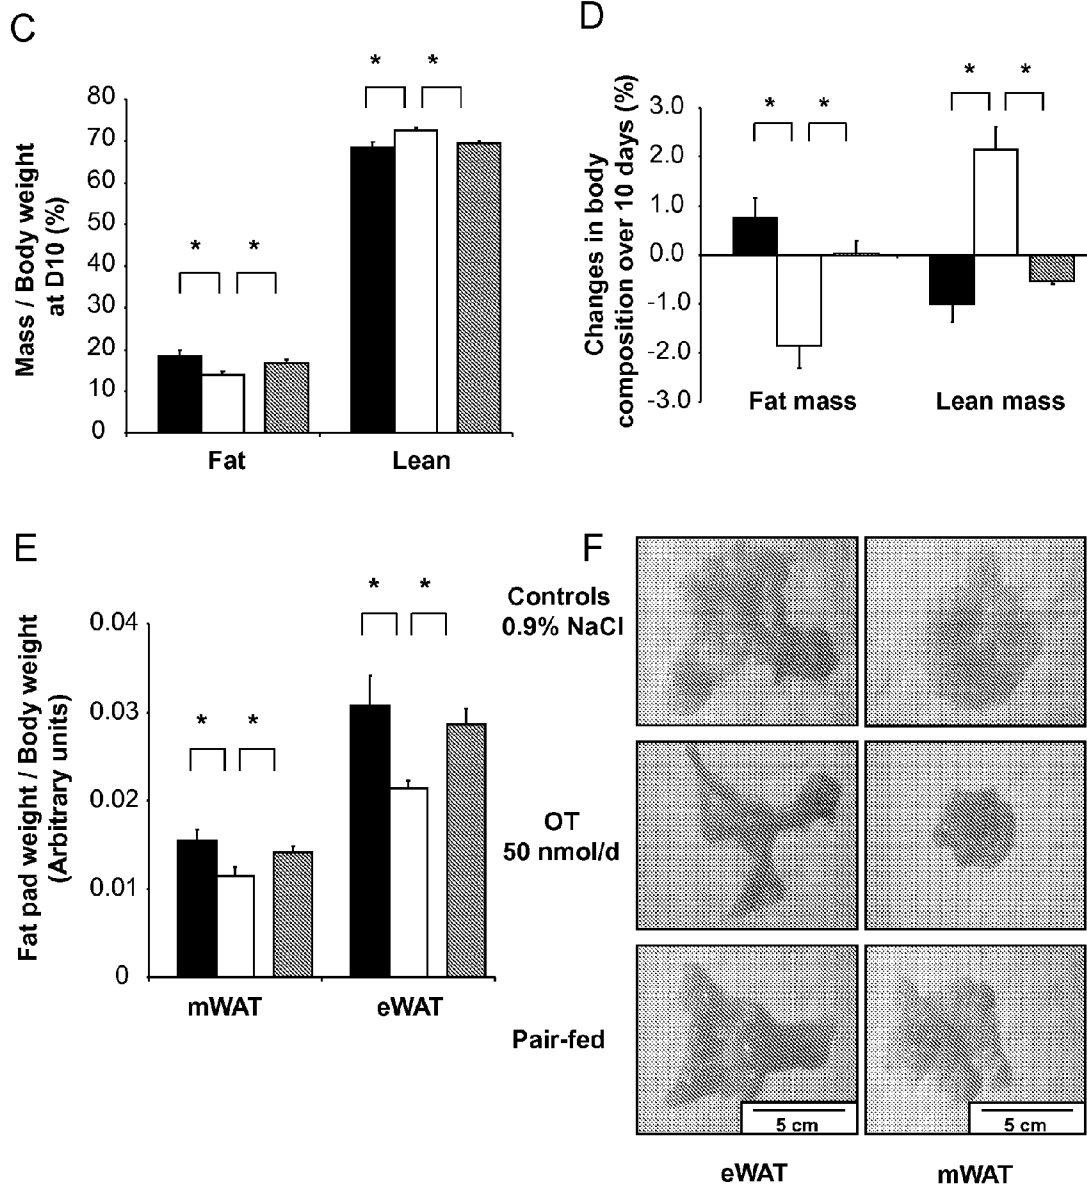 C
Mass / Body weight
at D10 (%)
80
70
60
50
40
30
20
10
0
*
*
*
*
Fat
Lean
D
Changes in body
composition over 10 days (%)
3.0
2.0
1.0
0.0
-1.0
-2.0
-3.0
*
*
*
*
Fat mass
Lean mass
E
Fat pad weight / Body weight
(Arbitrary units)
0.04
0.03
0.02
0.01
0
*
*
*
*
mWAT
eWAT
F
Controls
0.9% NaCl
OT
50 nmol/d
Pair-fed
5 cm
5 cm
eWAT
mWAT